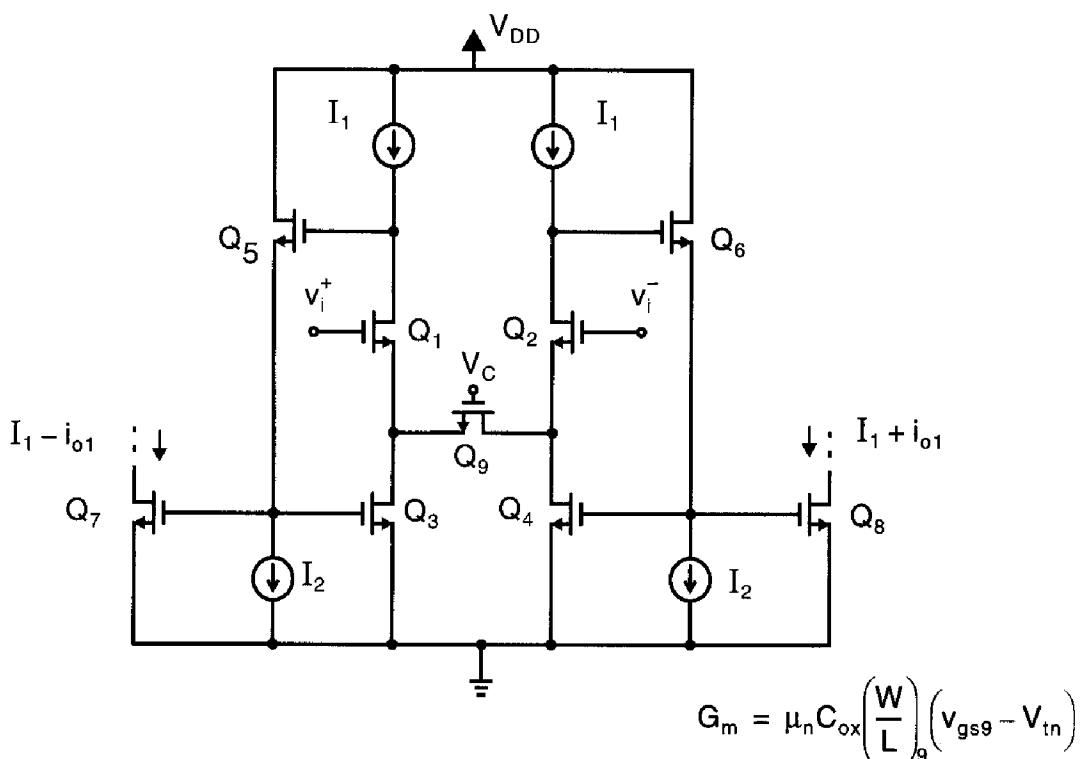 V_DD
I_1
I_1
Q_5
Q_6
v_i^+
Q_1
Q_2
v_i^-
V_C
I_1 – i_o1
Q_9
I_1 + i_o1
Q_7
Q_3
Q_4
Q_8
I_2
I_2
G_m = μ_n C_ox (W/L)_9 (v_gs9 – V_tn)